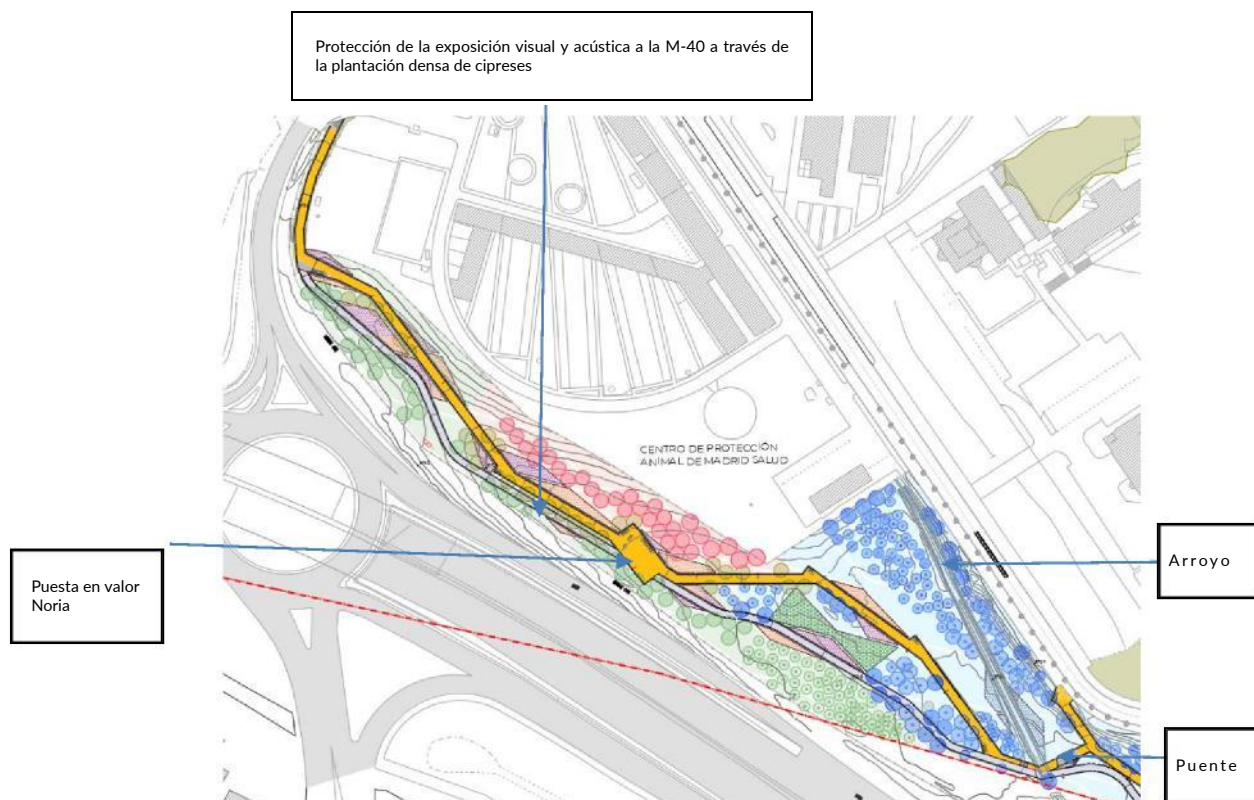 Protección de la exposición visual y acústica a la M-40 a través de
la plantación densa de cipreses
CENTRO DE PROTECCIÓN
ANIMAL DE MADRID SALUD
Puesta en valor
Noria
Arroyo
Puente